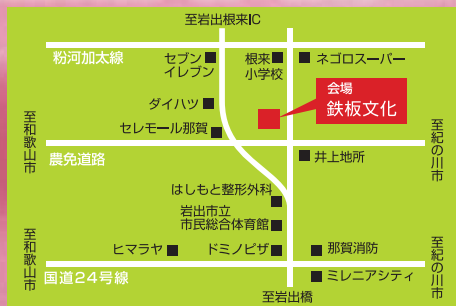 至岩出根来IC
粉河加太線
セブン
イレブン
根来
小学校
ネゴロスーパー
会場
鉄板文化
ダイハツ
セレモール那賀
至和歌山市
至紀の川市
農免道路
井上地所
はしもと整形外科
岩出市立
市民総合体育館
ヒマラヤ
ドミノピザ
那賀消防
至和歌山市
至紀の川市
国道24号線
ミレニアシティ
至岩出橋